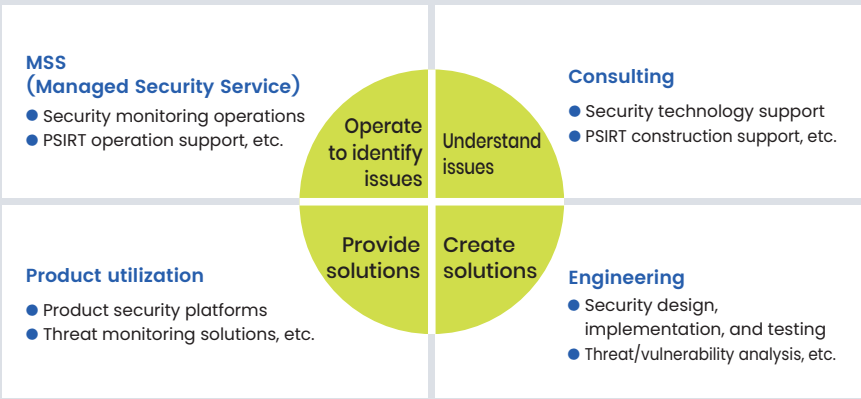 MSS
(Managed Security Service)
● Security monitoring operations
● PSIRT operation support, etc.
Operate
to identify
issues
Understand
issues
Consulting
● Security technology support
● PSIRT construction support, etc.
Product utilization
● Product security platforms
● Threat monitoring solutions, etc.
Provide
solutions
Create
solutions
Engineering
● Security design,
implementation, and testing
● Threat/vulnerability analysis, etc.